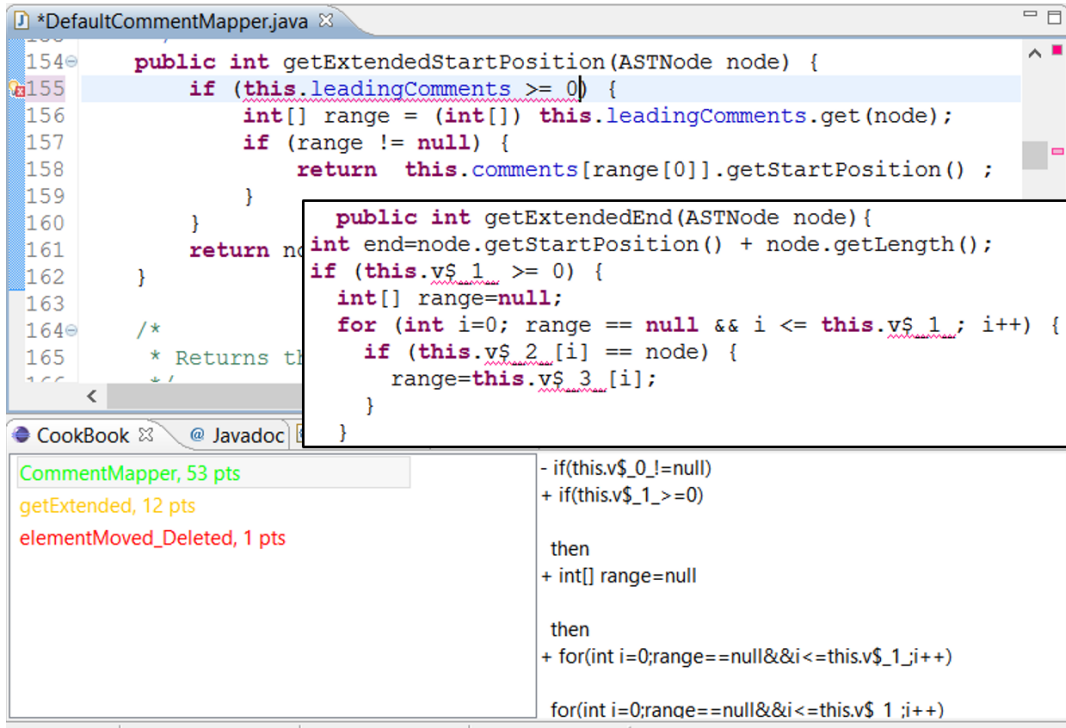 *DefaultCommentMapper.java
154 public int getExtendedStartPosition(ASTNode node) {
155 if (this.leadingComments >= 0) {
156 int[] range = (int[]) this.leadingComments.get(node);
157 if (range != null) {
158 return this.comments[range[0]].getStartPosition() ;
159 }
160 }
161 return no
162 }
163
164 /*
165 * Returns th
public int getExtendedEnd(ASTNode node){
int end=node.getStartPosition() + node.getLength();
if (this.v$_1_ >= 0) {
int[] range=null;
for (int i=0; range == null && i <= this.v$_1_; i++) {
if (this.v$_2_[i] == node) {
range=this.v$_3_[i];
}
}
CookBook
@ Javadoc
CommentMapper, 53 pts
getExtended, 12 pts
elementMoved_Deleted, 1 pts
- if(this.v$_0_!=null)
+ if(this.v$_1_>=0)
then
+ int[] range=null
then
+ for(int i=0;range==null&&i<=this.v$_1_;i++)
for(int i=0;range==null&&i<=this.v$_1_;i++)